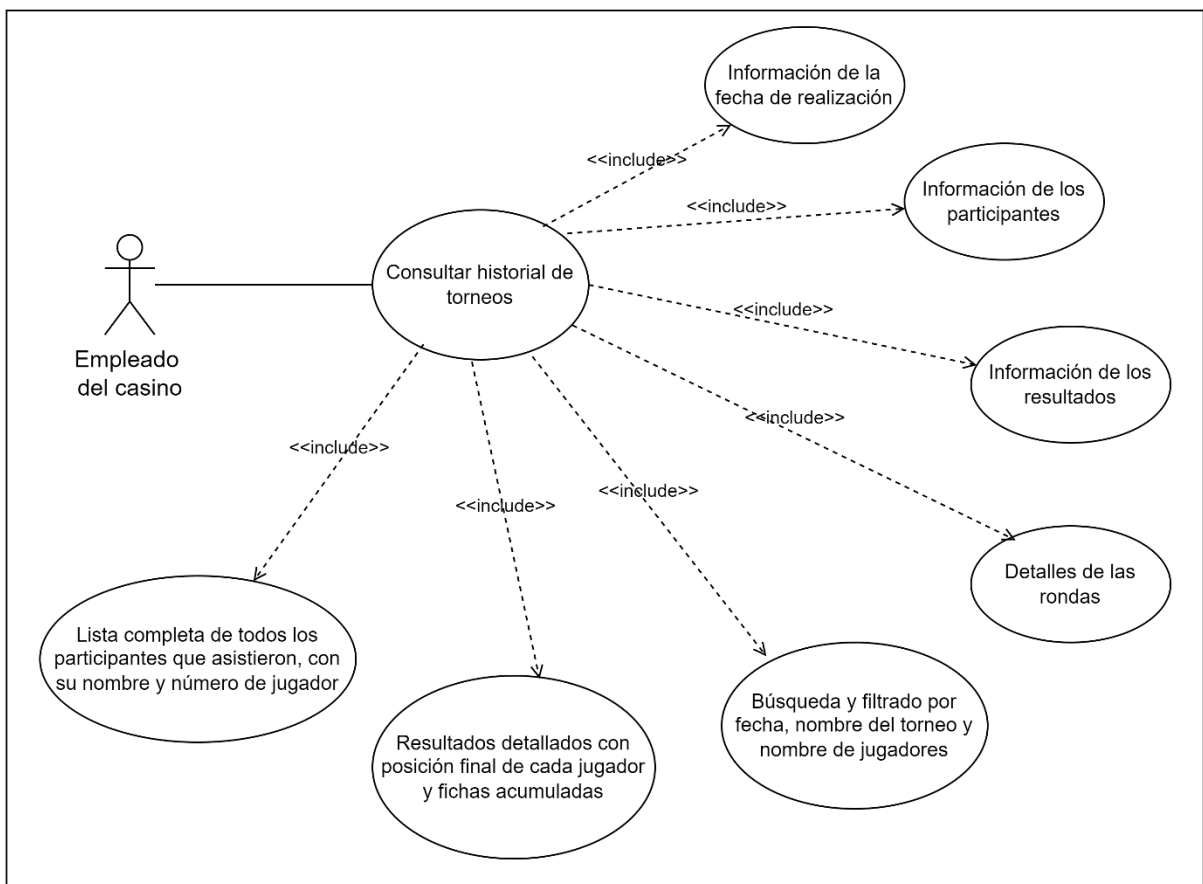 Información de la
fecha de realización
<<include>>
Información de los
participantes
<<include>>
Consultar historial de
torneos
<<include>>
Empleado
del casino
Información de los
resultados
<<include>>
<<include>>
<<include>>
<<include>>
Detalles de las
rondas
Lista completa de todos los
participantes que asistieron, con
su nombre y número de jugador
Búsqueda y filtrado por
fecha, nombre del torneo y
nombre de jugadores
Resultados detallados con
posición final de cada jugador
y fichas acumuladas